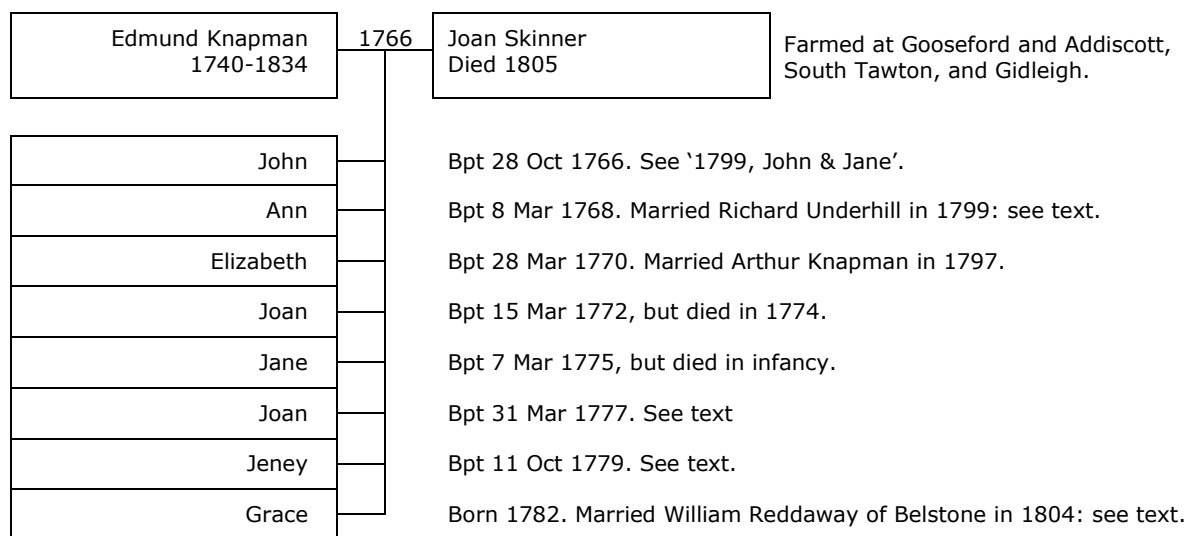 Edmund Knapman
1740-1834
1766
Joan Skinner
Died 1805
Farmed at Gooseford and Addiscott,
South Tawton, and Gidleigh.
John
Bpt 28 Oct 1766. See ‘1799, John & Jane’.
Ann
Bpt 8 Mar 1768. Married Richard Underhill in 1799: see text.
Elizabeth
Bpt 28 Mar 1770. Married Arthur Knapman in 1797.
Joan
Bpt 15 Mar 1772, but died in 1774.
Jane
Bpt 7 Mar 1775, but died in infancy.
Joan
Bpt 31 Mar 1777. See text
Jeney
Bpt 11 Oct 1779. See text.
Grace
Born 1782. Married William Reddaway of Belstone in 1804: see text.